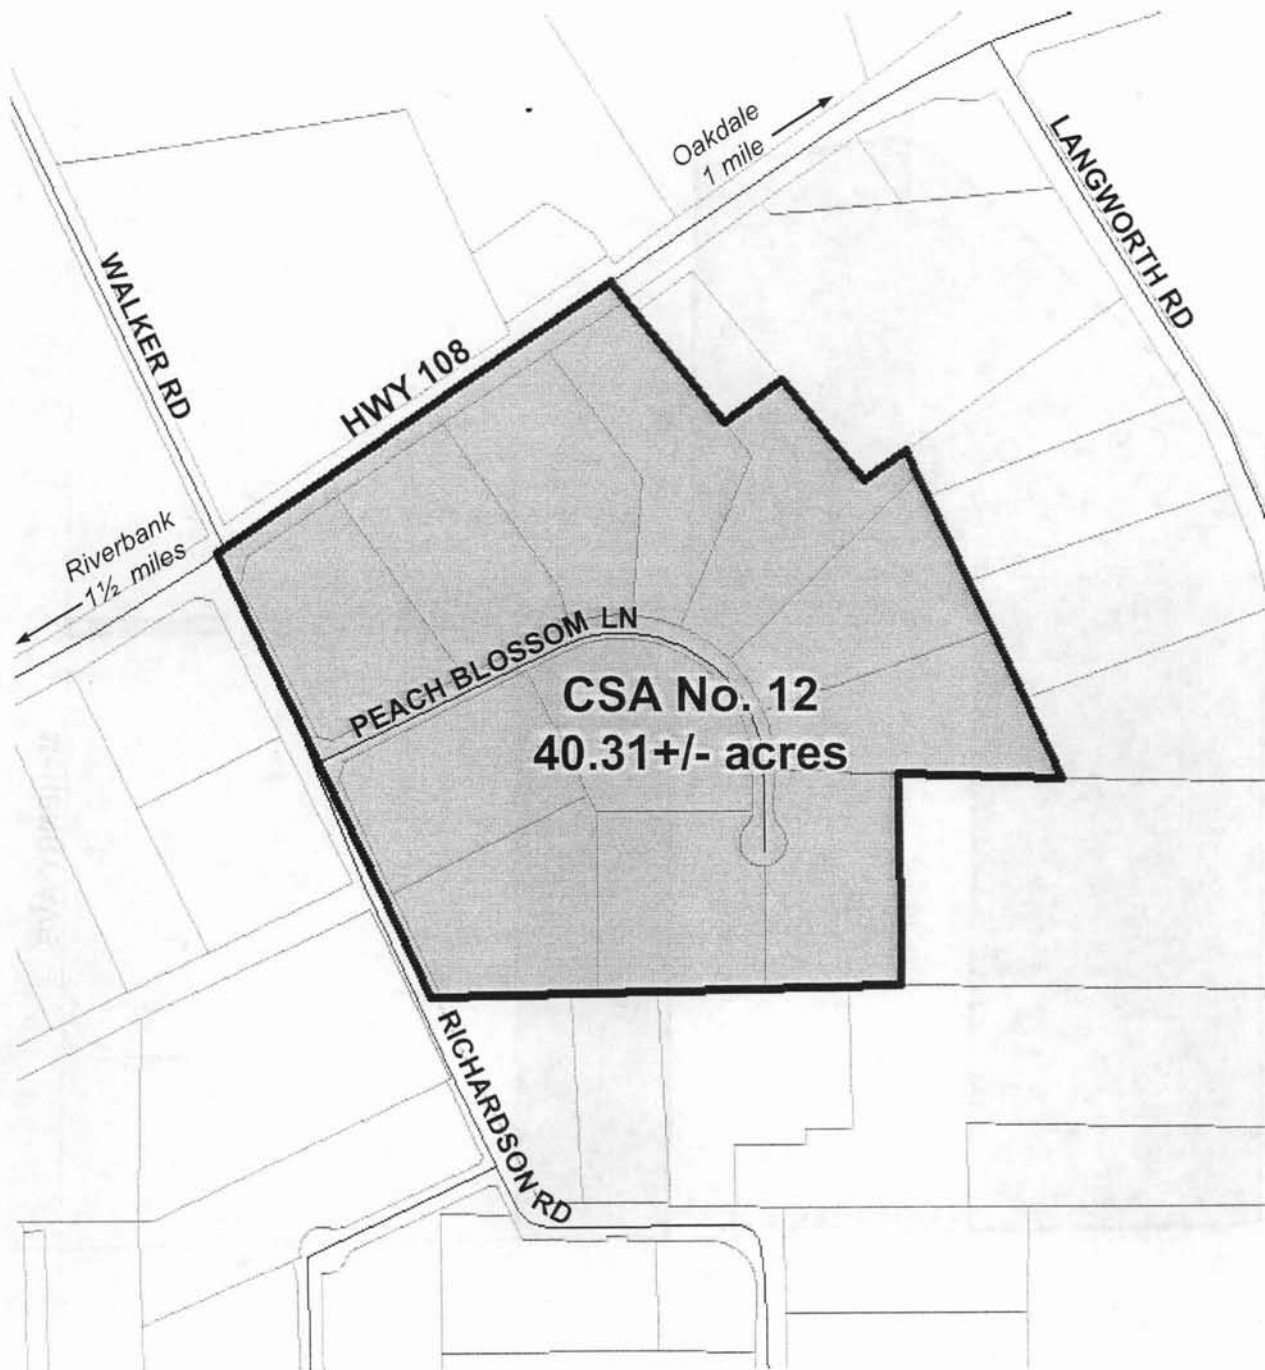 Oakdale
1 mile
LANGWORTH RD
WALKER RD
HWY 108
Riverbank
1½ miles
PEACH BLOSSOM LN
CSA No. 12
40.31+/- acres
RICHARDSON RD